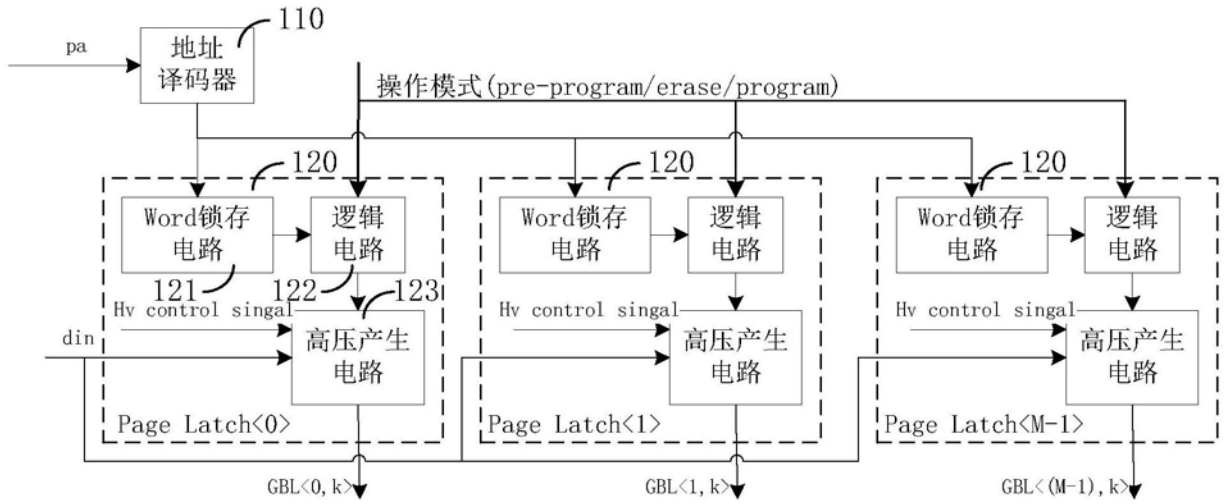 pa
地址
译码器
110
操作模式(pre-program/erase/program)
120
120
120
Word锁存
电路
逻辑
电路
Word锁存
电路
逻辑
电路
Word锁存
电路
逻辑
电路
121
122
123
Hv control singal
Hv control singal
Hv control singal
din
高压产生
电路
高压产生
电路
高压产生
电路
Page Latch<0>
Page Latch<1>
Page Latch<M-1>
GBL<0,k>
GBL<1,k>
GBL<(M-1),k>